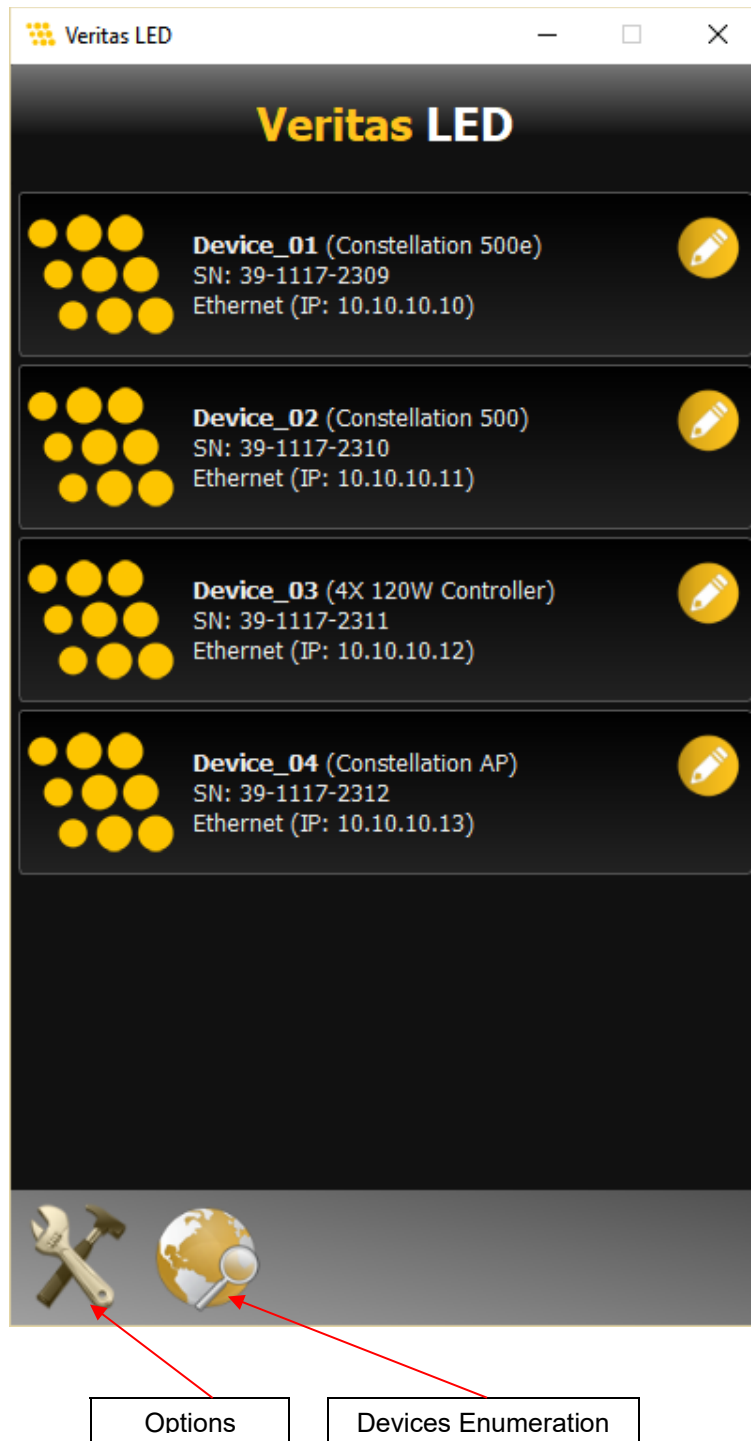 Veritas LED
Veritas LED
Device_01 (Constellation 500e)
SN: 39-1117-2309
Ethernet (IP: 10.10.10.10)
Device_02 (Constellation 500)
SN: 39-1117-2310
Ethernet (IP: 10.10.10.11)
Device_03 (4X 120W Controller)
SN: 39-1117-2311
Ethernet (IP: 10.10.10.12)
Device_04 (Constellation AP)
SN: 39-1117-2312
Ethernet (IP: 10.10.10.13)
Options
Devices Enumeration